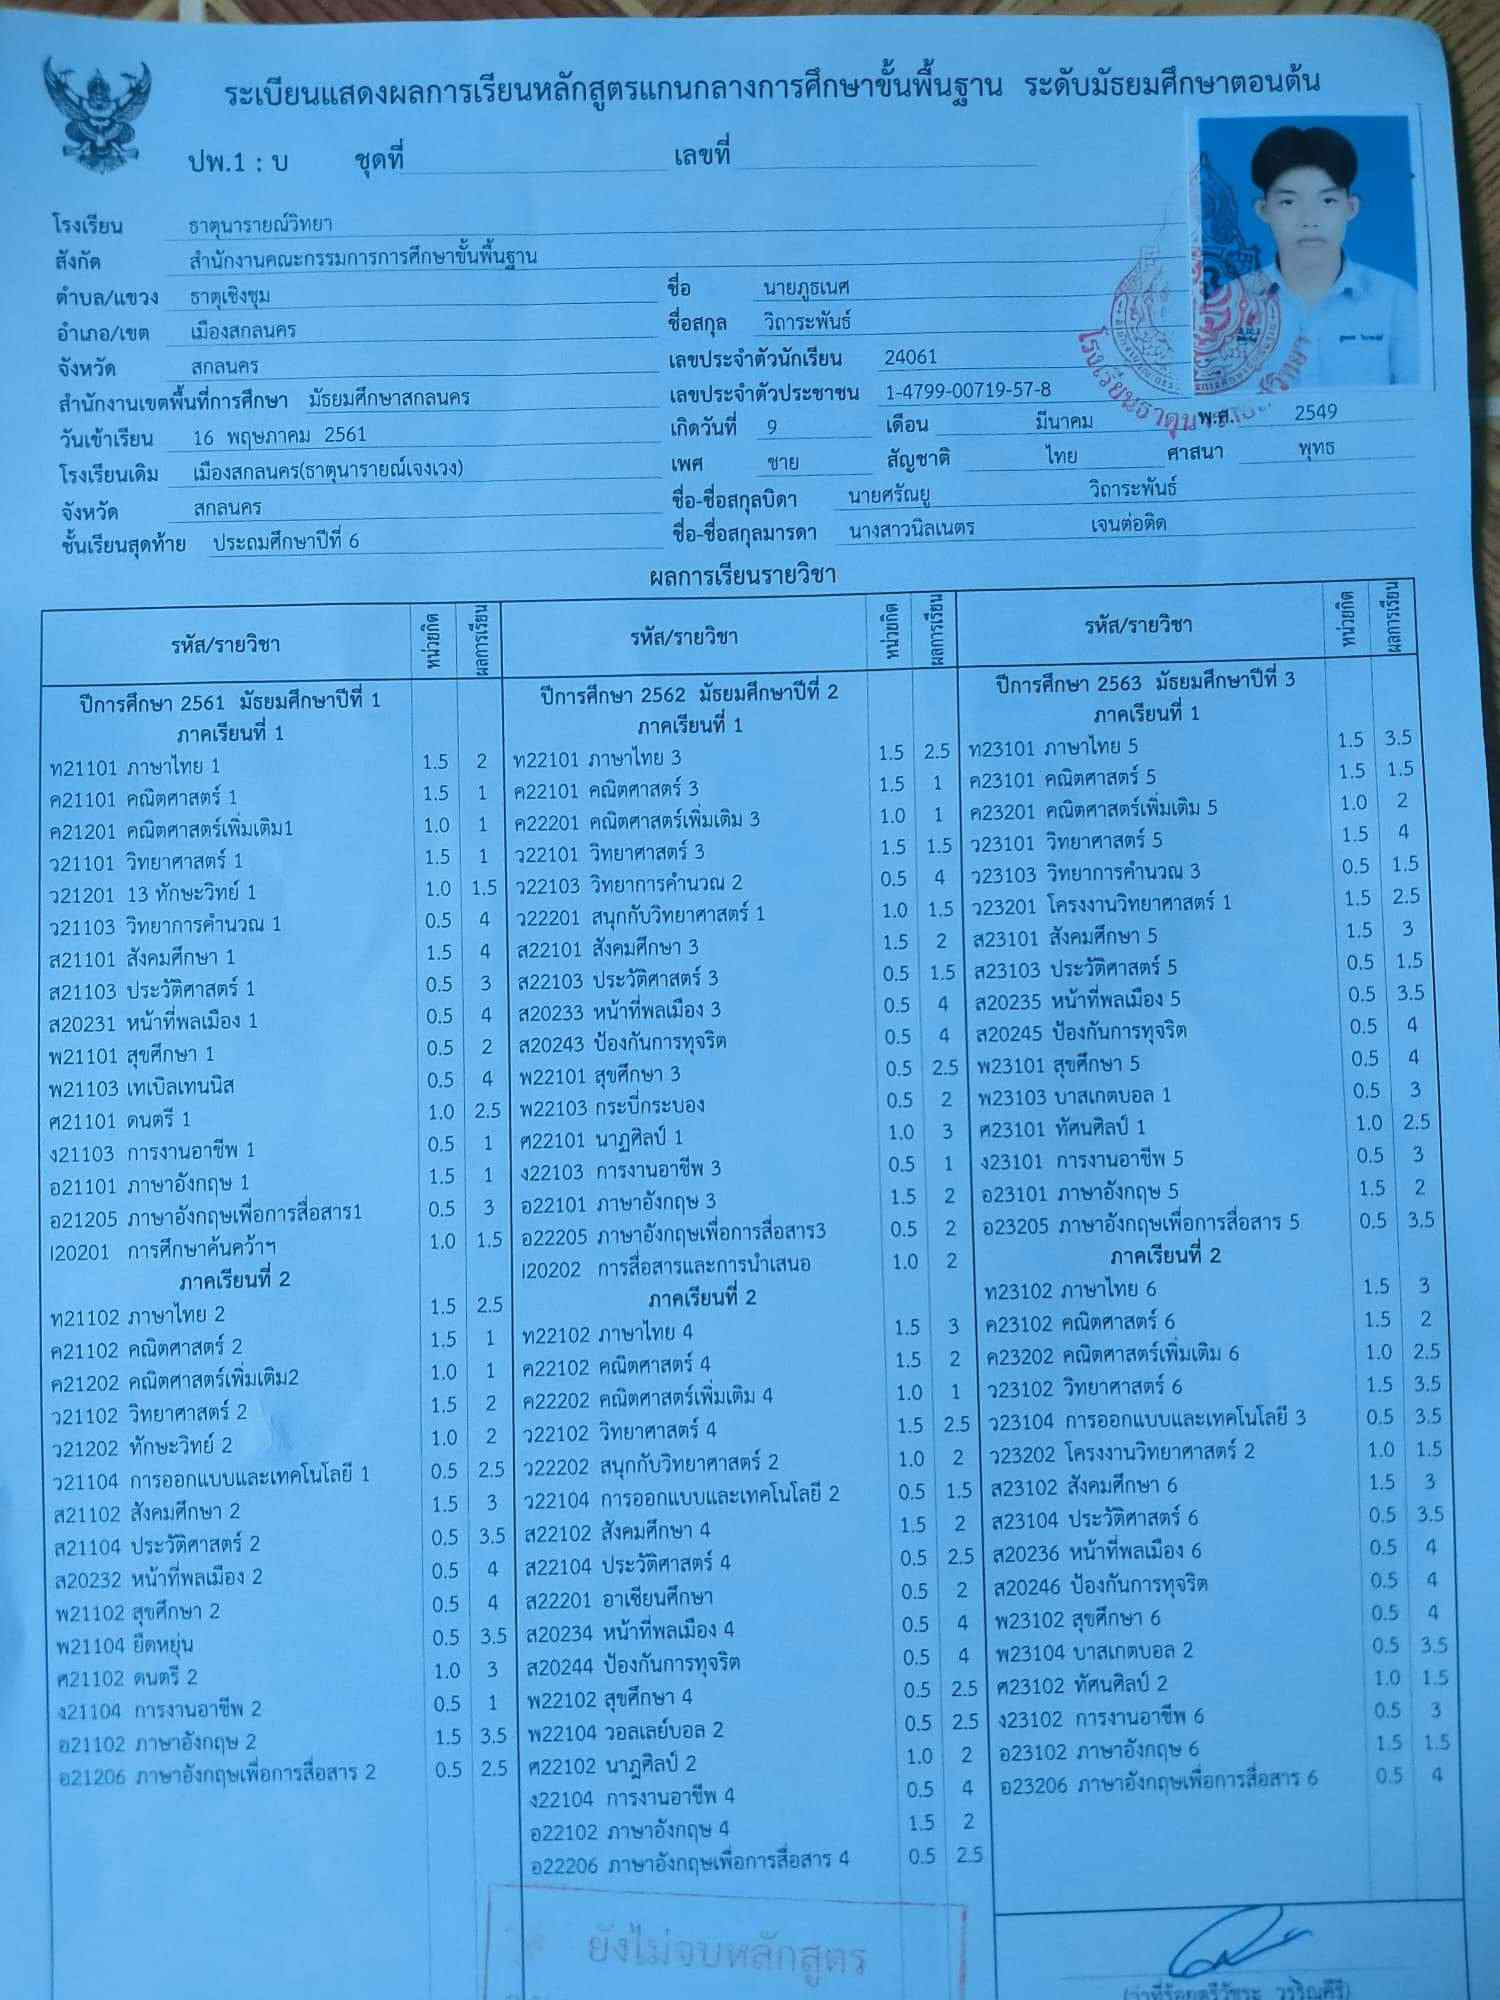 ระเบียนแสดงผลการเรียนหลักสูตรแกนกลางการศึกษาขั้นพื้นฐาน ระดับมัธยมศึกษาตอนต้น
ปพ.1 : บ ชุดที่ เลขที่
โรงเรียน ธาตุนารายณ์วิทยา
สังกัด สำนักงานคณะกรรมการการศึกษาขั้นพื้นฐาน
ตำบล/แขวง ธาตุเชิงชุม
อำเภอ/เขต เมืองสกลนคร
จังหวัด สกลนคร
สำนักงานเขตพื้นที่การศึกษา มัธยมศึกษาสกลนคร
วันเข้าเรียน 16 พฤษภาคม 2561
โรงเรียนเดิม เมืองสกลนคร(ธาตุนารายณ์เจงเวง)
จังหวัด สกลนคร
ชั้นเรียนสุดท้าย ประถมศึกษาปีที่ 6
ชื่อ นายภูธเนศ
ชื่อสกุล วิถาระพันธ์
เลขประจำตัวนักเรียน 24061
เลขประจำตัวประชาชน 1-4799-00719-57-8
เกิดวันที่ 9 เดือน มีนาคม พ.ศ. 2549
เพศ ชาย สัญชาติ ไทย ศาสนา พุทธ
ชื่อ-ชื่อสกุลบิดา นายศรัณยู วิถาระพันธ์
ชื่อ-ชื่อสกุลมารดา นางสาวนิลเนตร เจนต่อติด
ผลการเรียนรายวิชา
รหัส/รายวิชา หน่วยกิต ผลการเรียน
ปีการศึกษา 2561 มัธยมศึกษาปีที่ 1
ภาคเรียนที่ 1
ท21101 ภาษาไทย 1 1.5 2
ค21101 คณิตศาสตร์ 1 1.5 1
ค21201 คณิตศาสตร์เพิ่มเติม1 1.0 1
ว21101 วิทยาศาสตร์ 1 1.5 1
ว21201 13 ทักษะวิทย์ 1 1.0 1.5
ว21103 วิทยาการคำนวณ 1 0.5 4
ส21101 สังคมศึกษา 1 1.5 4
ส21103 ประวัติศาสตร์ 1 0.5 3
ส20231 หน้าที่พลเมือง 1 0.5 4
พ21101 สุขศึกษา 1 0.5 2
พ21103 เทเบิลเทนนิส 0.5 4
ศ21101 ดนตรี 1 1.0 2.5
ง21103 การงานอาชีพ 1 0.5 1
อ21101 ภาษาอังกฤษ 1 1.5 1
อ21205 ภาษาอังกฤษเพื่อการสื่อสาร1 0.5 3
I20201 การศึกษาค้นคว้าฯ 1.0 1.5
ภาคเรียนที่ 2
ท21102 ภาษาไทย 2 1.5 2.5
ค21102 คณิตศาสตร์ 2 1.5 1
ค21202 คณิตศาสตร์เพิ่มเติม2 1.0 1
ว21102 วิทยาศาสตร์ 2 1.5 2
ว21202 ทักษะวิทย์ 2 1.0 2
ว21104 การออกแบบและเทคโนโลยี 1 0.5 2.5
ส21102 สังคมศึกษา 2 1.5 3
ส21104 ประวัติศาสตร์ 2 0.5 3.5
ส20232 หน้าที่พลเมือง 2 0.5 4
พ21102 สุขศึกษา 2 0.5 4
พ21104 ยืดหยุ่น 0.5 3.5
ศ21102 ดนตรี 2 1.0 3
ง21104 การงานอาชีพ 2 0.5 1
อ21102 ภาษาอังกฤษ 2 1.5 3.5
อ21206 ภาษาอังกฤษเพื่อการสื่อสาร 2 0.5 2.5
รหัส/รายวิชา หน่วยกิต ผลการเรียน
ปีการศึกษา 2562 มัธยมศึกษาปีที่ 2
ภาคเรียนที่ 1
ท22101 ภาษาไทย 3 1.5 2.5
ค22101 คณิตศาสตร์ 3 1.5 1
ค22201 คณิตศาสตร์เพิ่มเติม 3 1.0 1
ว22101 วิทยาศาสตร์ 3 1.5 1.5
ว22103 วิทยาการคำนวณ 2 0.5 4
ว22201 สนุกกับวิทยาศาสตร์ 1 1.0 1.5
ส22101 สังคมศึกษา 3 1.5 2
ส22103 ประวัติศาสตร์ 3 0.5 1.5
ส20233 หน้าที่พลเมือง 3 0.5 4
ส20243 ป้องกันการทุจริต 0.5 4
พ22101 สุขศึกษา 3 0.5 2.5
พ22103 กระบี่กระบอง 0.5 2
ศ22101 นาฏศิลป์ 1 1.0 3
ง22103 การงานอาชีพ 3 0.5 1
อ22101 ภาษาอังกฤษ 3 1.5 2
อ22205 ภาษาอังกฤษเพื่อการสื่อสาร3 0.5 2
I20202 การสื่อสารและการนำเสนอ 1.0 2
ภาคเรียนที่ 2
ท22102 ภาษาไทย 4 1.5 3
ค22102 คณิตศาสตร์ 4 1.5 2
ค22202 คณิตศาสตร์เพิ่มเติม 4 1.0 1
ว22102 วิทยาศาสตร์ 4 1.5 2.5
ว22202 สนุกกับวิทยาศาสตร์ 2 1.0 2
ว22104 การออกแบบและเทคโนโลยี 2 0.5 1.5
ส22102 สังคมศึกษา 4 1.5 2
ส22104 ประวัติศาสตร์ 4 0.5 2.5
ส22201 อาเซียนศึกษา 0.5 2
ส20234 หน้าที่พลเมือง 4 0.5 4
ส20244 ป้องกันการทุจริต 0.5 4
พ22102 สุขศึกษา 4 0.5 2.5
พ22104 วอลเลย์บอล 2 0.5 2.5
ศ22102 นาฏศิลป์ 2 1.0 2
ง22104 การงานอาชีพ 4 0.5 4
อ22102 ภาษาอังกฤษ 4 1.5 2
อ22206 ภาษาอังกฤษเพื่อการสื่อสาร 4 0.5 2.5
ยังไม่จบหลักสูตร
รหัส/รายวิชา หน่วยกิต ผลการเรียน
ปีการศึกษา 2563 มัธยมศึกษาปีที่ 3
ภาคเรียนที่ 1
ท23101 ภาษาไทย 5 1.5 3.5
ค23101 คณิตศาสตร์ 5 1.5 1.5
ค23201 คณิตศาสตร์เพิ่มเติม 5 1.0 2
ว23101 วิทยาศาสตร์ 5 1.5 4
ว23103 วิทยาการคำนวณ 3 0.5 1.5
ว23201 โครงงานวิทยาศาสตร์ 1 1.5 2.5
ส23101 สังคมศึกษา 5 1.5 3
ส23103 ประวัติศาสตร์ 5 0.5 1.5
ส20235 หน้าที่พลเมือง 5 0.5 3.5
ส20245 ป้องกันการทุจริต 0.5 4
พ23101 สุขศึกษา 5 0.5 4
พ23103 บาสเกตบอล 1 0.5 3
ศ23101 ทัศนศิลป์ 1 1.0 2.5
ง23101 การงานอาชีพ 5 0.5 3
อ23101 ภาษาอังกฤษ 5 1.5 2
อ23205 ภาษาอังกฤษเพื่อการสื่อสาร 5 0.5 3.5
ภาคเรียนที่ 2
ท23102 ภาษาไทย 6 1.5 3
ค23102 คณิตศาสตร์ 6 1.5 2
ค23202 คณิตศาสตร์เพิ่มเติม 6 1.0 2.5
ว23102 วิทยาศาสตร์ 6 1.5 3.5
ว23104 การออกแบบและเทคโนโลยี 3 0.5 3.5
ว23202 โครงงานวิทยาศาสตร์ 2 1.0 1.5
ส23102 สังคมศึกษา 6 1.5 3
ส23104 ประวัติศาสตร์ 6 0.5 3.5
ส20236 หน้าที่พลเมือง 6 0.5 4
ส20246 ป้องกันการทุจริต 0.5 4
พ23102 สุขศึกษา 6 0.5 4
พ23104 บาสเกตบอล 2 0.5 3.5
ศ23102 ทัศนศิลป์ 2 1.0 1.5
ง23102 การงานอาชีพ 6 0.5 3
อ23102 ภาษาอังกฤษ 6 1.5 1.5
อ23206 ภาษาอังกฤษเพื่อการสื่อสาร 6 0.5 4
(ว่าที่ร้อยตรีวัชระ วรริณคีรี)